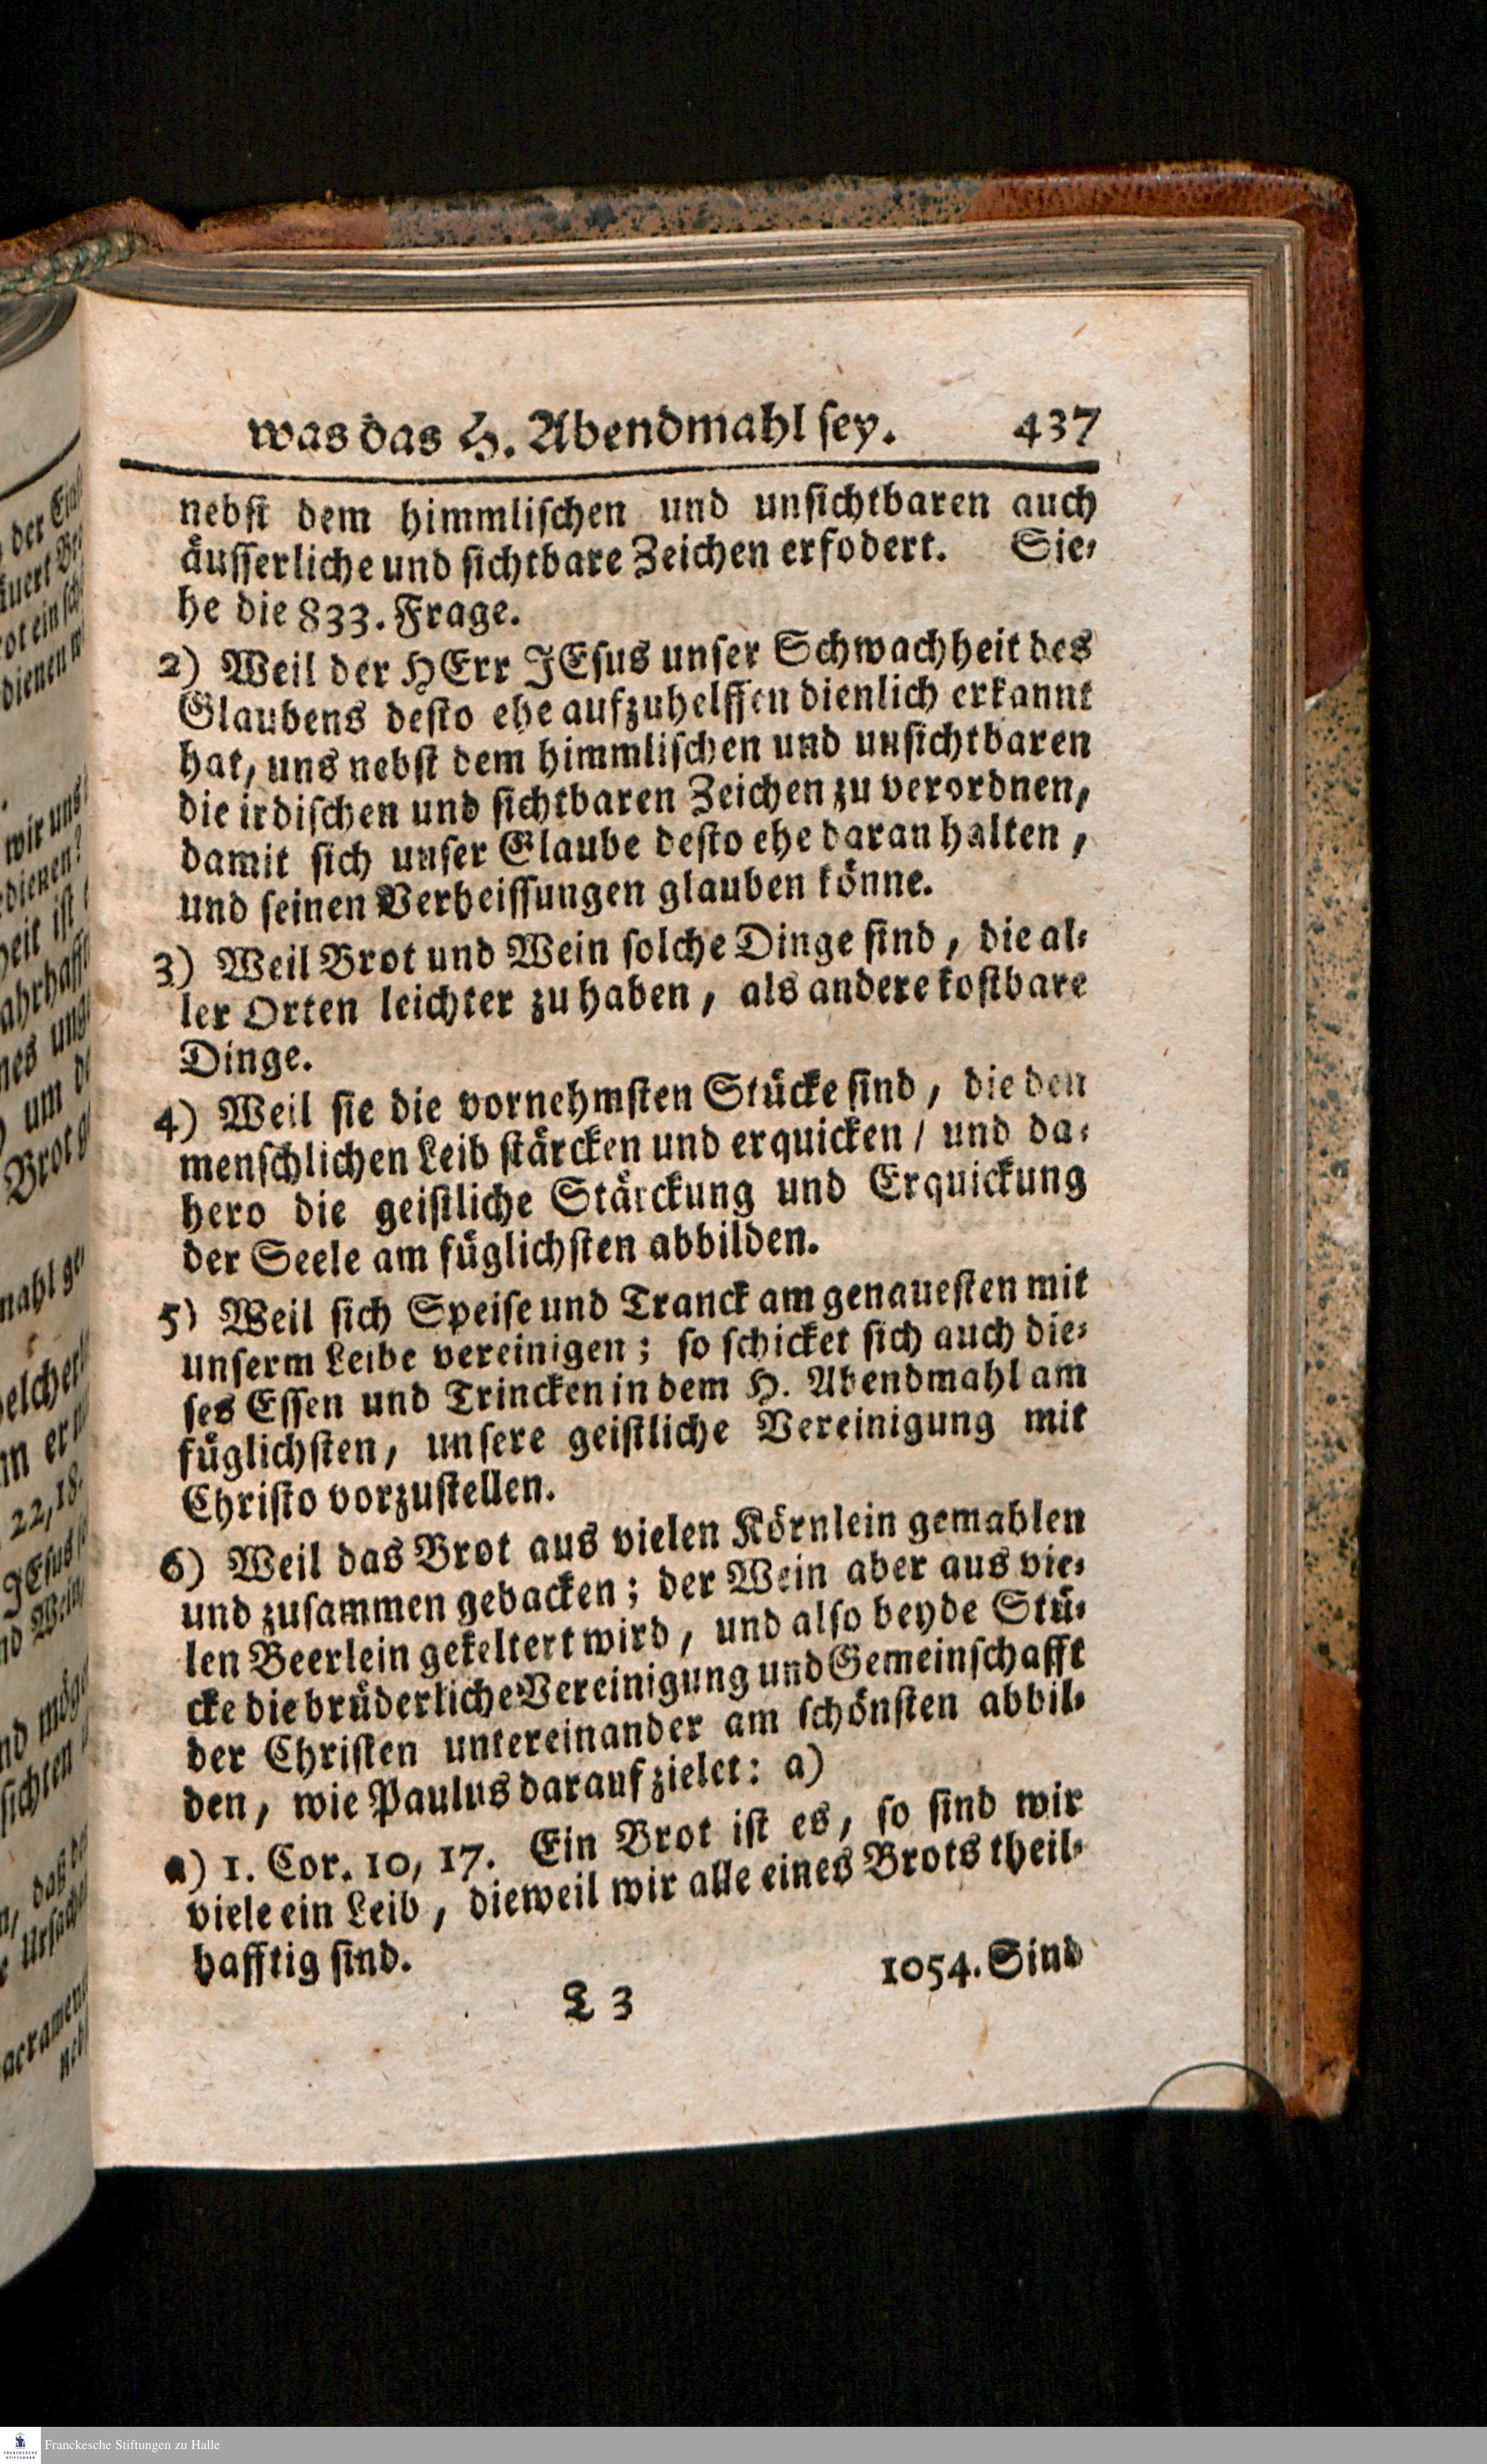 was das H. Abendmahl sey. 437
nebst dem himmlischen und unsichtbaren auch
äusserliche und sichtbare Zeichen erfodert. Sie-
he die 833. Frage.
2) Weil der HErr JEsus unser Schwachheit des
Glaubens desto ehe aufzuhelffen dienlich erkannt
hat, uns nebst dem himmlischen und unsichtbaren
die irdischen und sichtbaren Zeichen zu verordnen,
damit sich unser Glaube desto ehe daran halten,
und seinen Verheissungen glauben könne.
3) Weil Brot und Wein solche Dinge sind, die al-
ler Orten leichter zu haben, als andere kostbare
Dinge.
4) Weil sie die vornehmsten Stücke sind, die den
menschlichen Leib stärcken und erquicken / und da-
hero die geistliche Stärckung und Erquickung
der Seele am füglichsten abbilden.
5) Weil sich Speise und Tranck am genauesten mit
unserm Leibe vereinigen; so schicket sich auch die-
ses Essen und Trincken in dem H. Abendmahl am
füglichsten, unsere geistliche Vereinigung mit
Christo vorzustellen.
6) Weil das Brot aus vielen Körnlein gemahlen
und zusammen gebacken; der Wein aber aus vie-
len Beerlein gekeltert wird, und also beyde Stü-
cke die brüderliche Vereinigung und Gemeinschafft
der Christen untereinander am schönsten abbil-
den, wie Paulus darauf zielet: a)
a) 1. Cor. 10, 17. Ein Brot ist es, so sind wir
viele ein Leib, dieweil wir alle eines Brots theil-
hafftig sind.
L 3 1054. Sind
Franckesche Stiftungen zu Halle